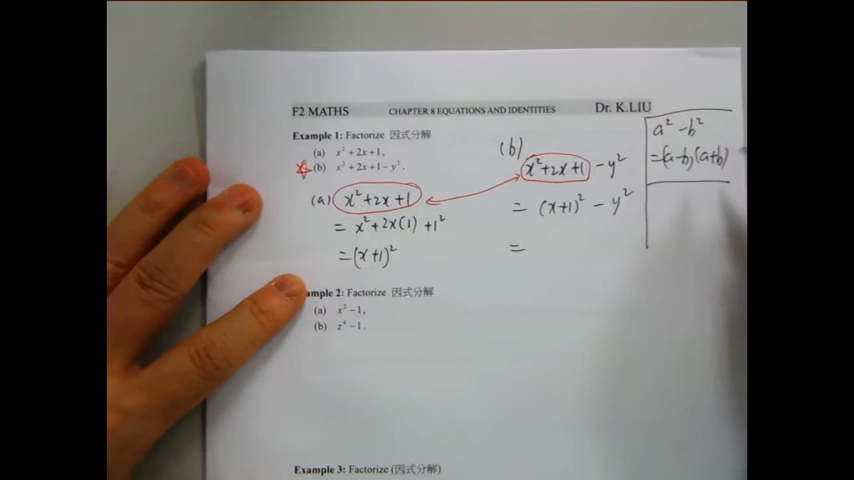 F2 MATHS CHAPTER 8 EQUATIONS AND IDENTITIES Dr. K.LIU
Example 1: Factorize 因式分解
(a) x² + 2x + 1,
(b) x² + 2x + 1 − y².
(a) x² + 2x + 1
= x² + 2x(1) + 1²
= (x+1)²
(b)
x² + 2x + 1 − y²
= (x+1)² − y²
=
a² − b²
= (a−b)(a+b)
ample 2: Factorize 因式分解
(a) x² − 1,
(b) z⁴ − 1.
Example 3: Factorize (因式分解)